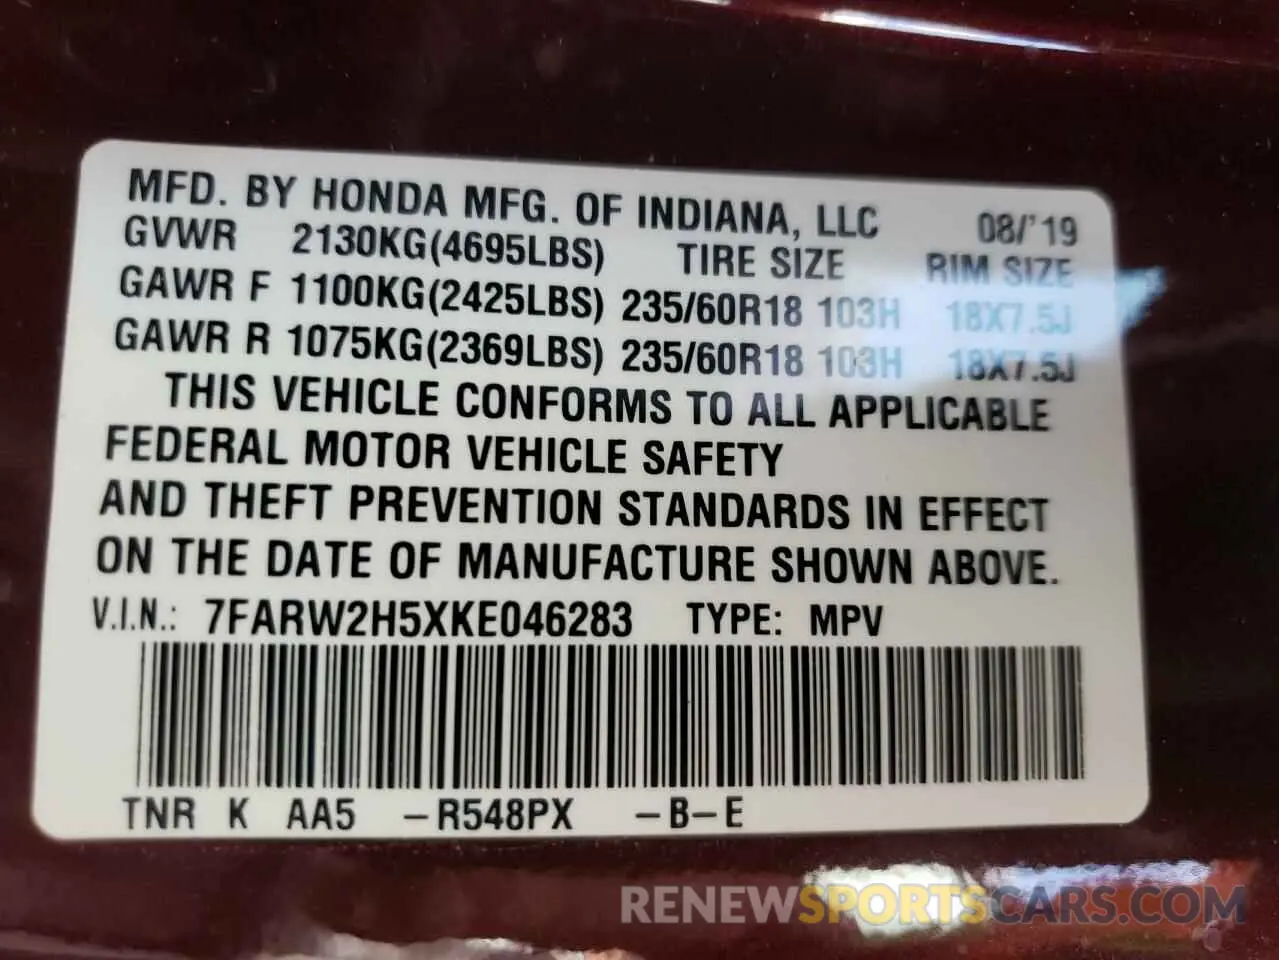 MFD. BY HONDA MFG. OF INDIANA, LLC 08/'19
GVWR 2130KG(4695LBS) TIRE SIZE RIM SIZE
GAWR F 1100KG(2425LBS) 235/60R18 103H 18X7.5J
GAWR R 1075KG(2369LBS) 235/60R18 103H 18X7.5J
THIS VEHICLE CONFORMS TO ALL APPLICABLE
FEDERAL MOTOR VEHICLE SAFETY
AND THEFT PREVENTION STANDARDS IN EFFECT
ON THE DATE OF MANUFACTURE SHOWN ABOVE.
V.I.N.: 7FARW2H5XKE046283 TYPE: MPV
TNR K AA5 -R548PX -B-E
RENEWSPORTSCARS.COM